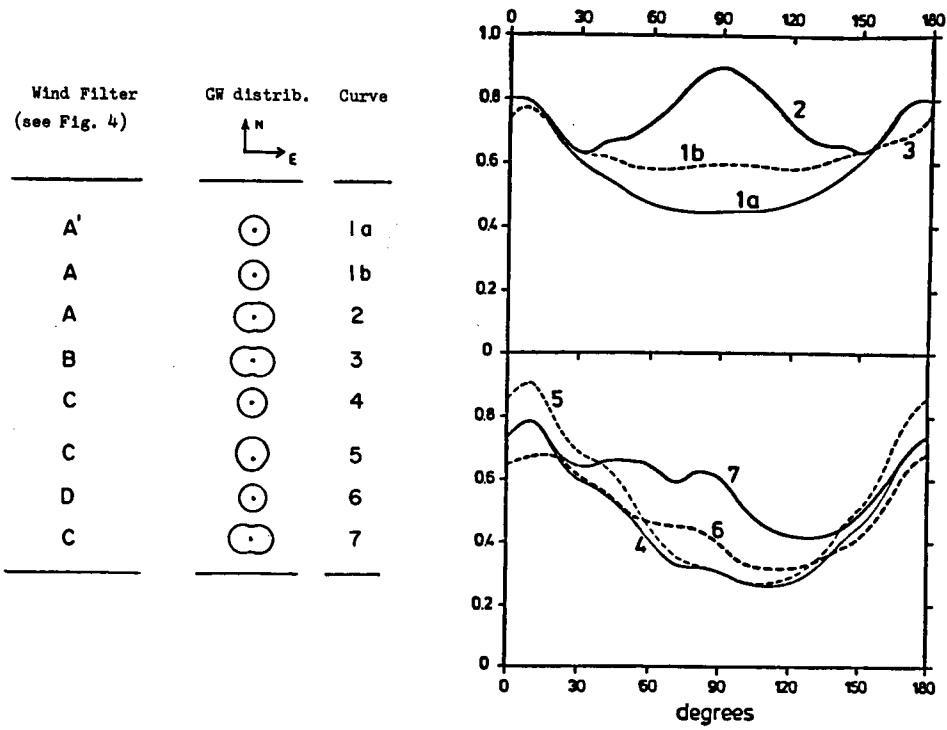 Wind Filter GW distrib. Curve
(see Fig. 4)
N
E
A' 1a
A 1b
A 2
B 3
C 4
C 5
D 6
C 7
0 30 60 90 120 150 180
1.0
0.8
0.6
0.4
0.2
0
2
1b
3
1a
0.8
0.6
0.4
0.2
0
5
7
6
4
0 30 60 90 120 150 180
degrees